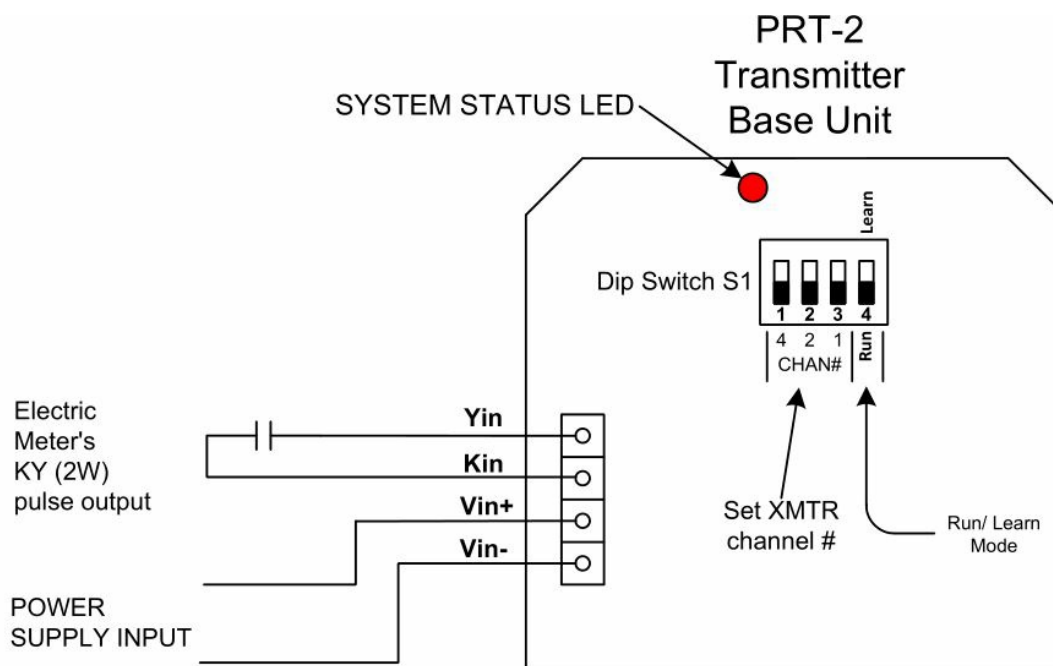 PRT-2
Transmitter
Base Unit
SYSTEM STATUS LED
Learn
Dip Switch S1
1 2 3 4
4 2 1
CHAN#
Run
Electric
Meter's
KY (2W)
pulse output
Yin
Kin
Vin+
Vin-
Set XMTR
channel #
Run/ Learn
Mode
POWER
SUPPLY INPUT